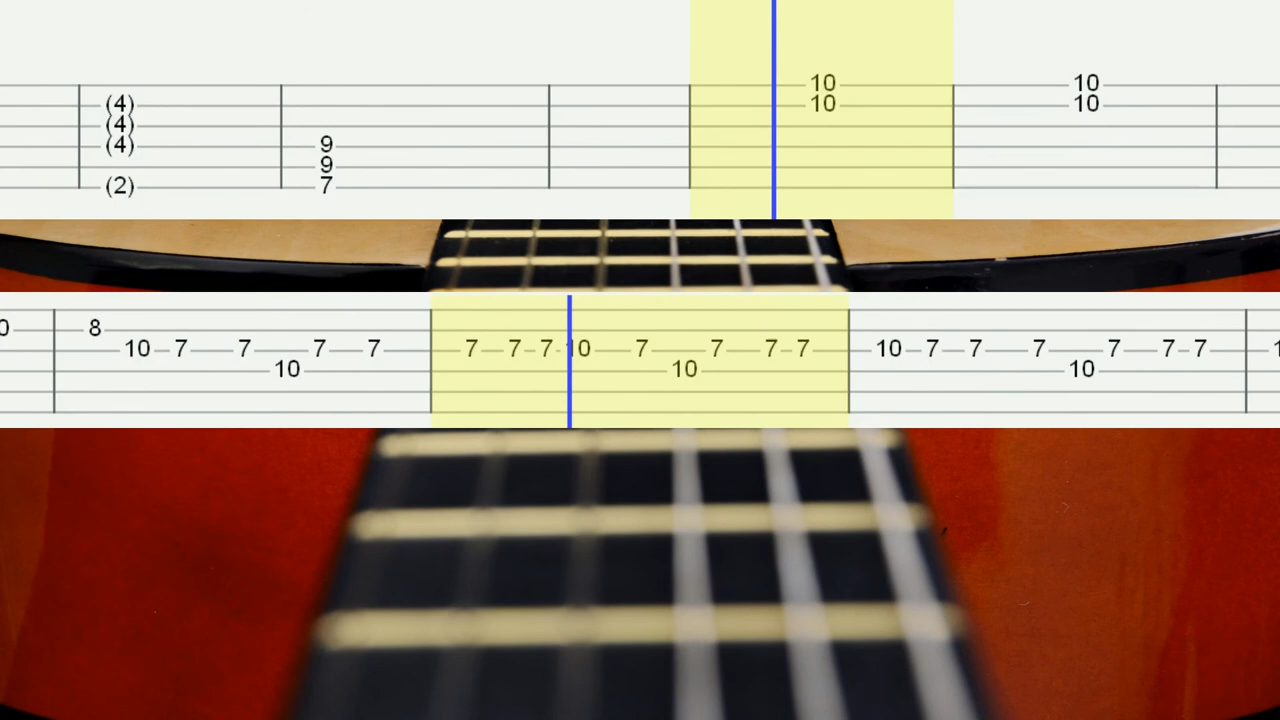 10 10
(4) 10 10
(4)
(4) 9
9
(2) 7
0 8
10 7 7 7 7 7 7 7 10 7 7 7 7 10 7 7 7 7 7 7 1
10 10 10